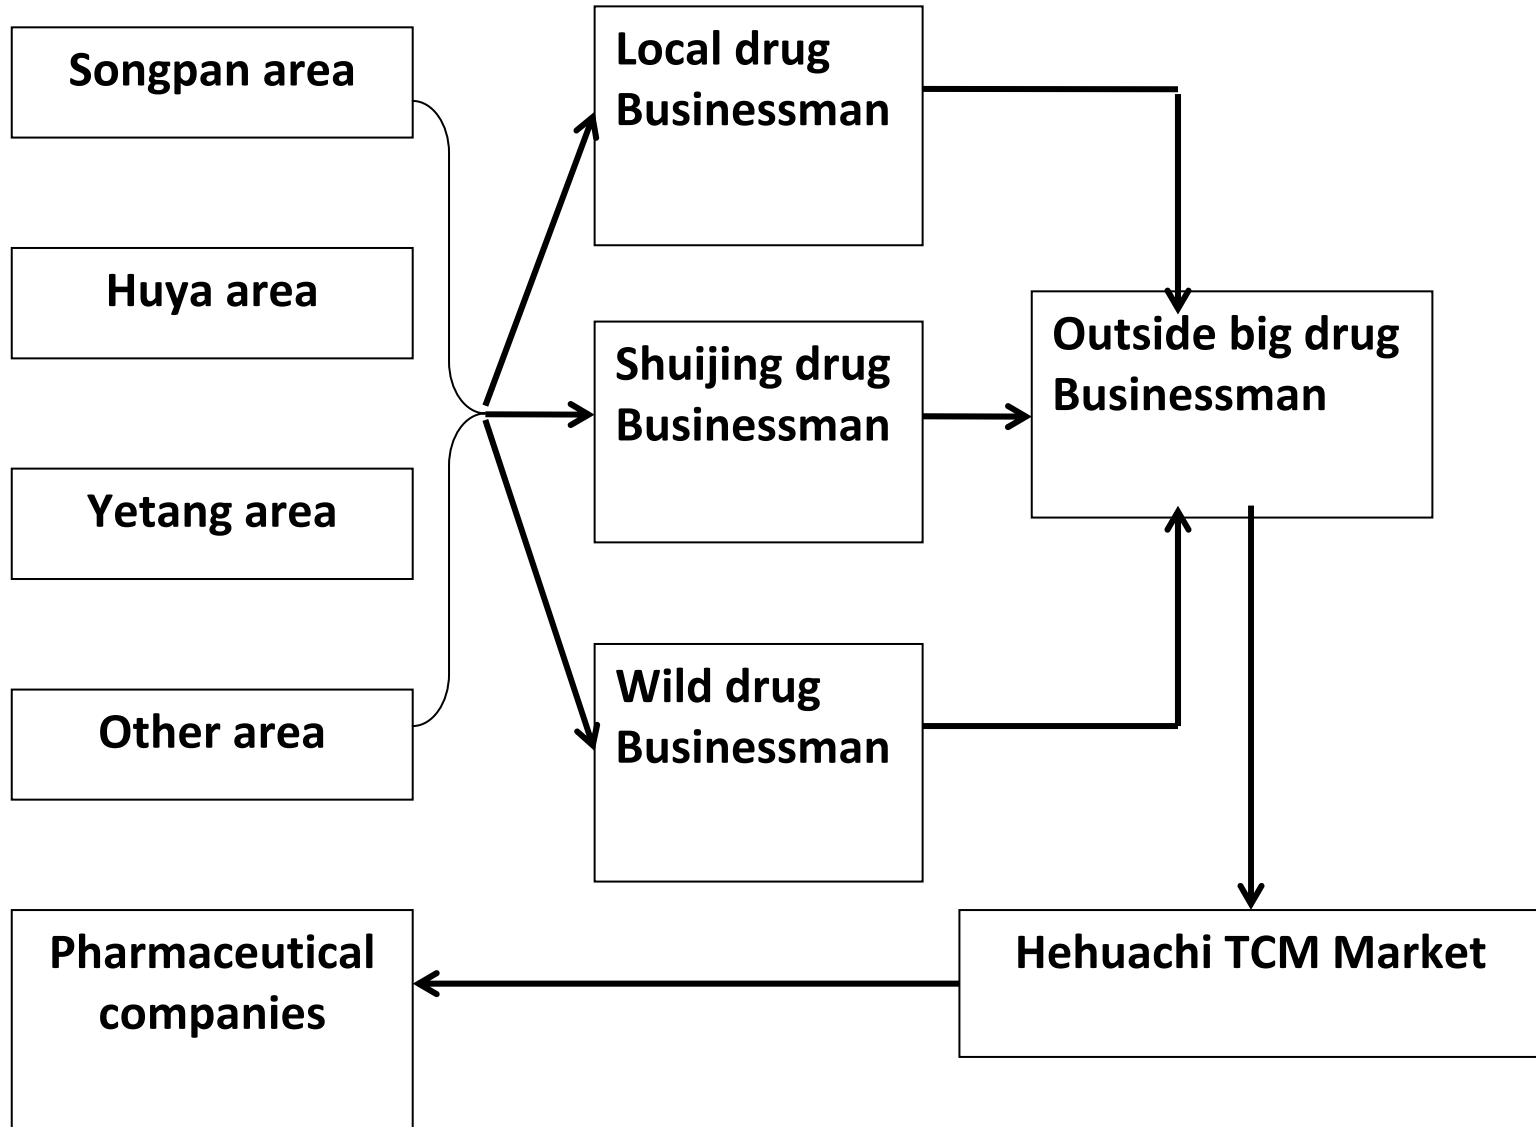 Songpan area
Huya area
Yetang area
Other area
Local drug
Businessman
Shuijing drug
Businessman
Wild drug
Businessman
Outside big drug
Businessman
Hehuachi TCM Market
Pharmaceutical
companies